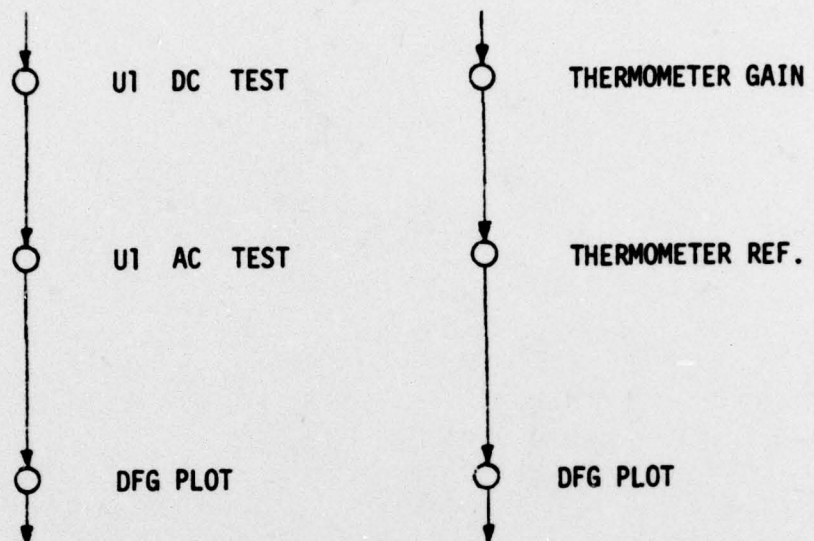 U1 DC TEST
THERMOMETER GAIN
U1 AC TEST
THERMOMETER REF.
DFG PLOT
DFG PLOT